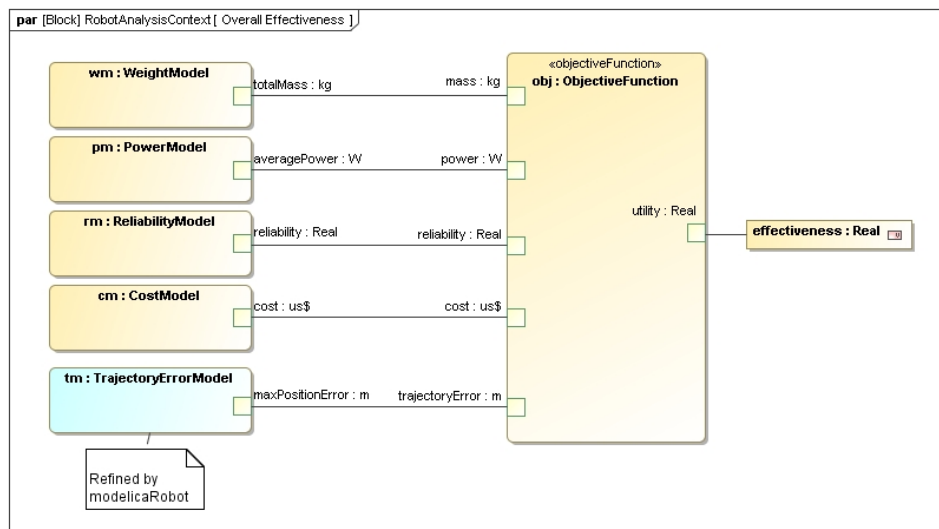 par [Block] RobotAnalysisContext [ Overall Effectiveness ]
wm : WeightModel
totalMass : kg
mass : kg
«objectiveFunction»
obj : ObjectiveFunction
pm : PowerModel
averagePower : W
power : W
rm : ReliabilityModel
reliability : Real
reliability : Real
utility : Real
effectiveness : Real
cm : CostModel
cost : us$
cost : us$
tm : TrajectoryErrorModel
maxPositionError : m
trajectoryError : m
Refined by
modelicaRobot